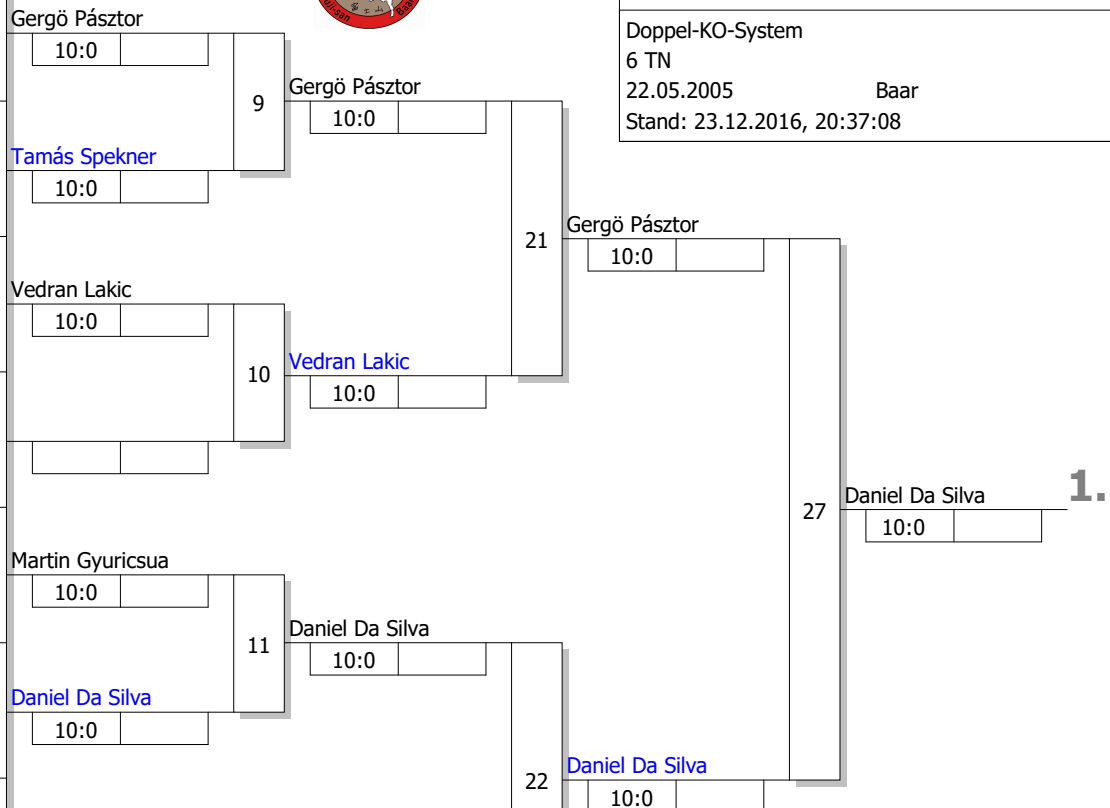 Gergö Pásztor
10:0
9
Tamás Spekner
10:0
Vedran Lakic
10:0
10
Martin Gyuricsua
10:0
11
Daniel Da Silva
10:0
Gergö Pásztor
10:0
21
Vedran Lakic
10:0
Daniel Da Silva
10:0
22
Gergö Pásztor
10:0
27
Daniel Da Silva
10:0
Daniel Da Silva
10:0
1.
Doppel-KO-System
6 TN
22.05.2005 Baar
Stand: 23.12.2016, 20:37:08